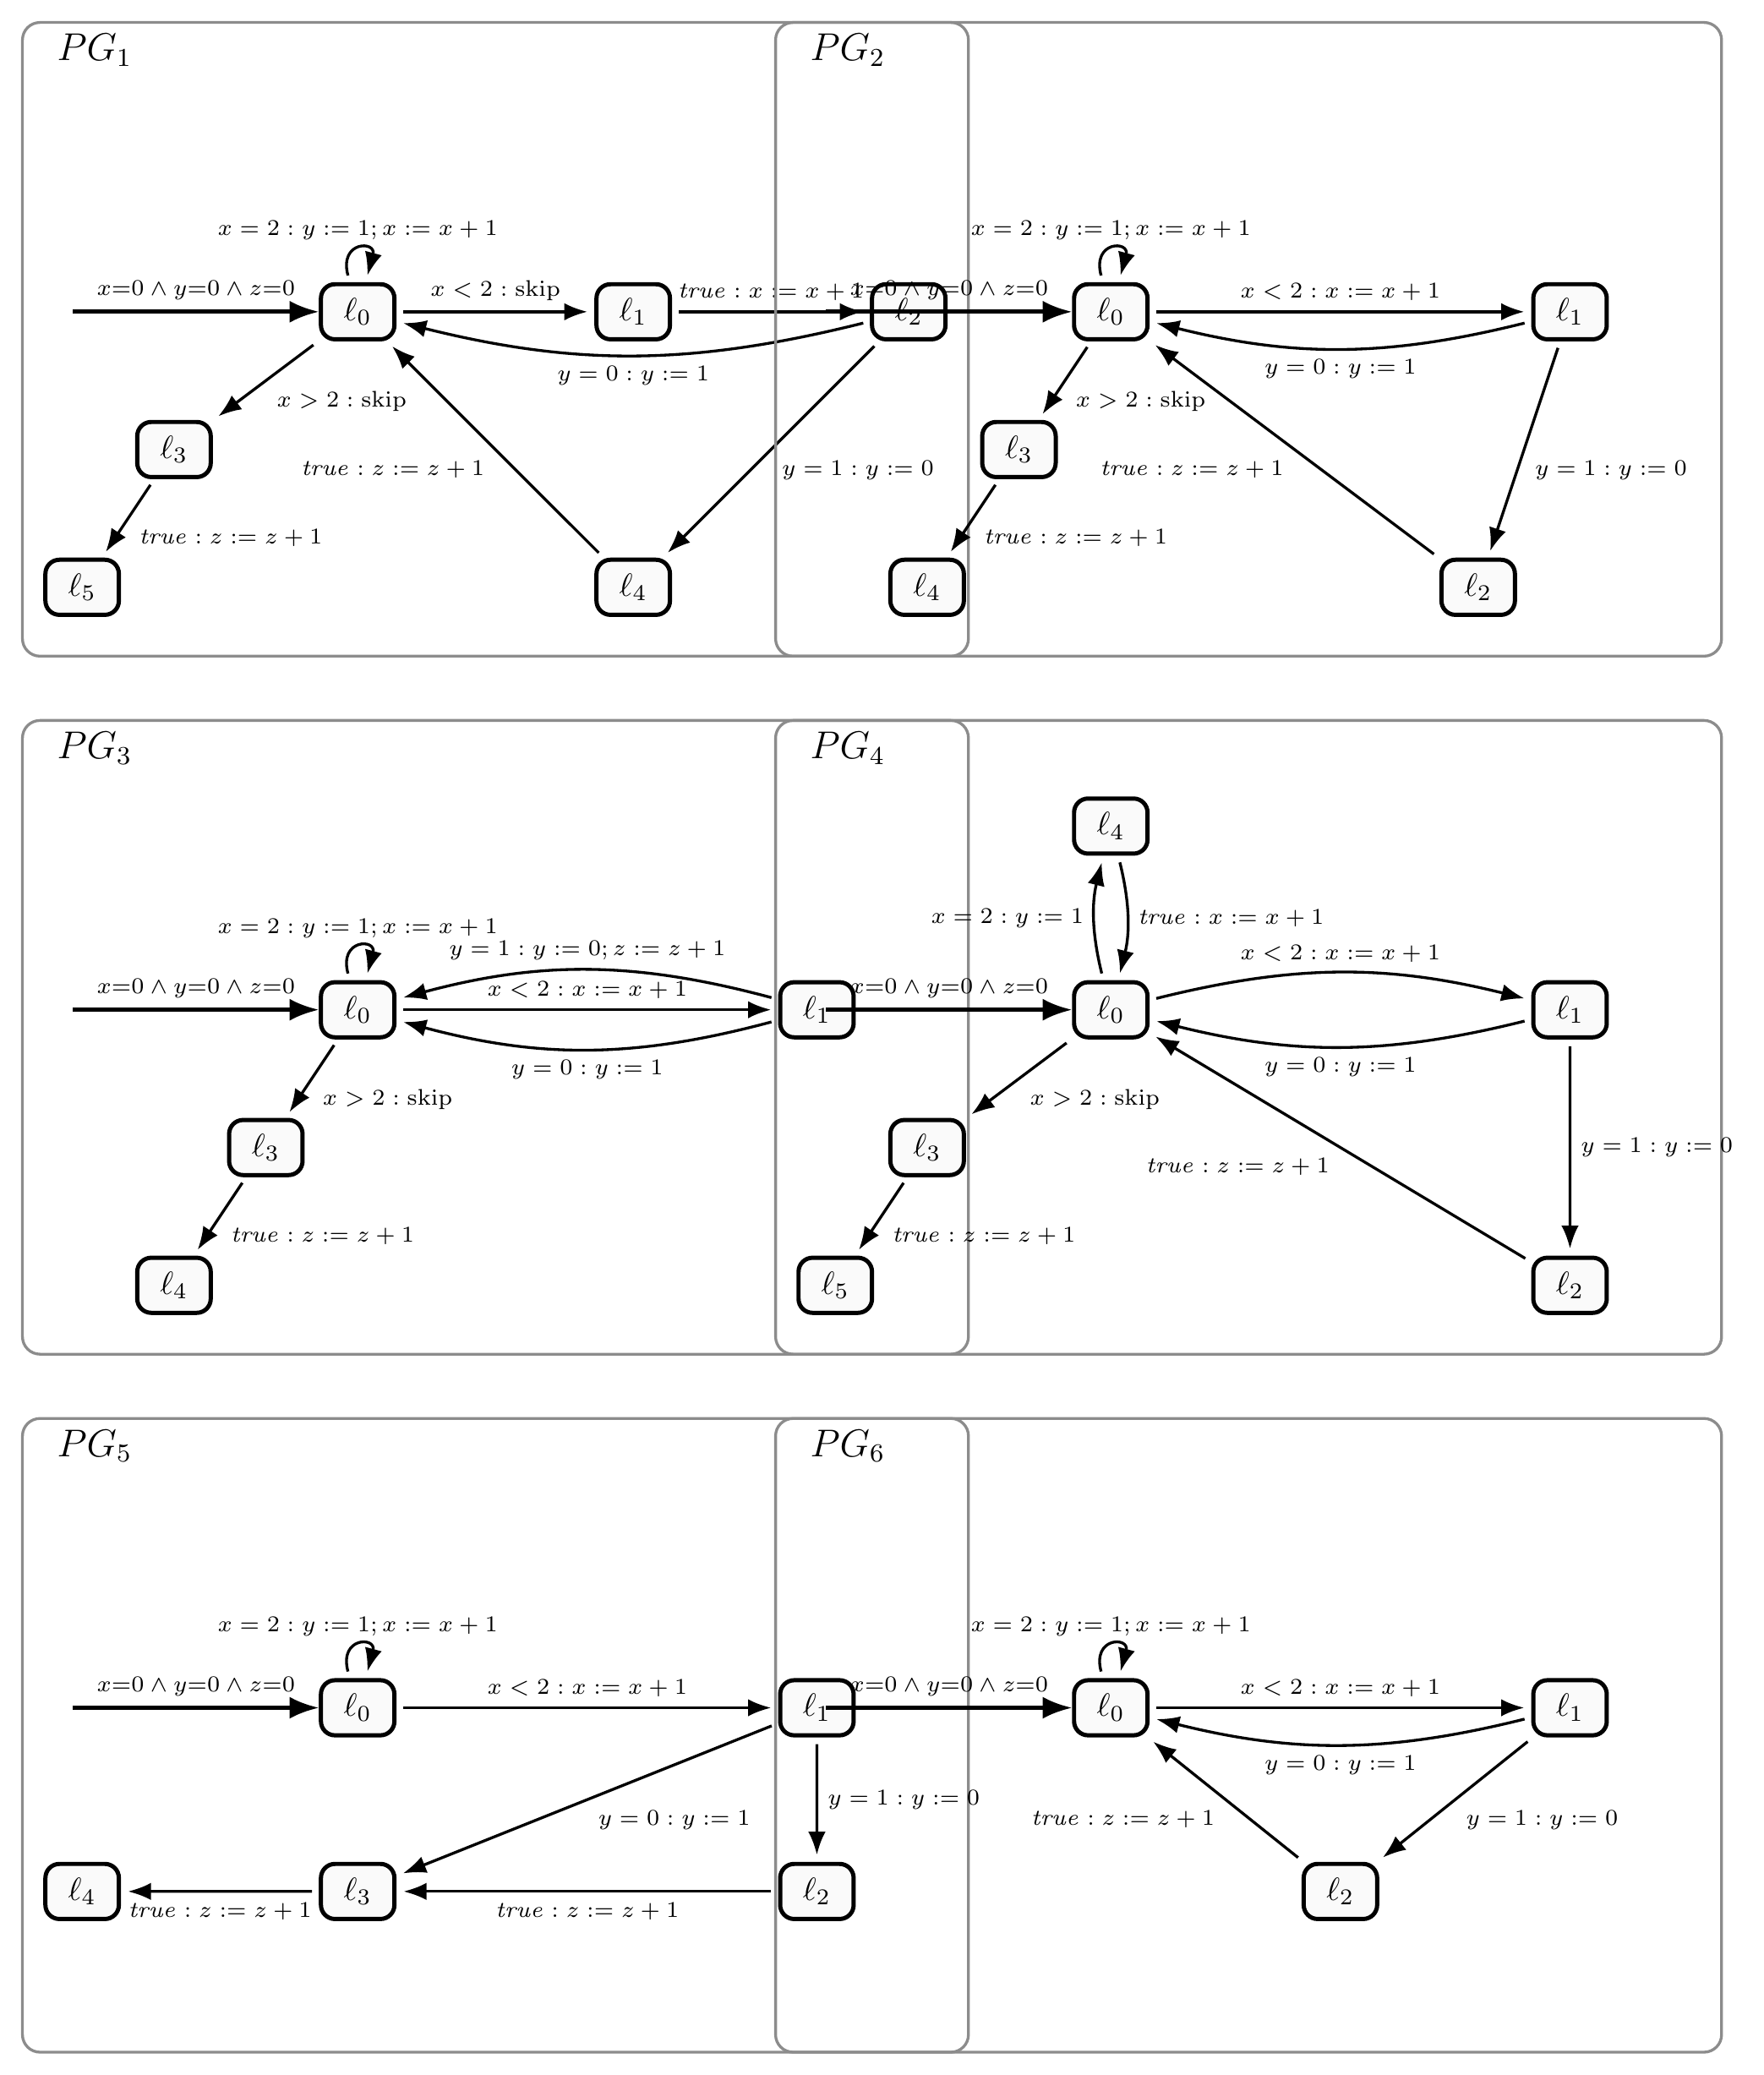 PG₁
x = 2 : y := 1; x := x + 1
x=0 ∧ y=0 ∧ z=0
ℓ₀
x < 2 : skip
ℓ₁
true : x := x + 1
ℓ₂
y = 0 : y := 1
x > 2 : skip
ℓ₃
true : z := z + 1
y = 1 : y := 0
true : z := z + 1
ℓ₅
ℓ₄
PG₂
x = 2 : y := 1; x := x + 1
x=0 ∧ y=0 ∧ z=0
ℓ₀
x < 2 : x := x + 1
ℓ₁
y = 0 : y := 1
x > 2 : skip
ℓ₃
true : z := z + 1
y = 1 : y := 0
true : z := z + 1
ℓ₄
ℓ₂
PG₃
x = 2 : y := 1; x := x + 1
y = 1 : y := 0; z := z + 1
x=0 ∧ y=0 ∧ z=0
x < 2 : x := x + 1
ℓ₀
ℓ₁
y = 0 : y := 1
x > 2 : skip
ℓ₃
true : z := z + 1
ℓ₄
PG₄
ℓ₄
x = 2 : y := 1
true : x := x + 1
x < 2 : x := x + 1
x=0 ∧ y=0 ∧ z=0
ℓ₀
ℓ₁
y = 0 : y := 1
x > 2 : skip
ℓ₃
y = 1 : y := 0
true : z := z + 1
true : z := z + 1
ℓ₅
ℓ₂
PG₅
x = 2 : y := 1; x := x + 1
x=0 ∧ y=0 ∧ z=0
ℓ₀
x < 2 : x := x + 1
ℓ₁
y = 1 : y := 0
y = 0 : y := 1
ℓ₄
ℓ₃
ℓ₂
true : z := z + 1
true : z := z + 1
PG₆
x = 2 : y := 1; x := x + 1
x=0 ∧ y=0 ∧ z=0
ℓ₀
x < 2 : x := x + 1
ℓ₁
y = 0 : y := 1
true : z := z + 1
y = 1 : y := 0
ℓ₂